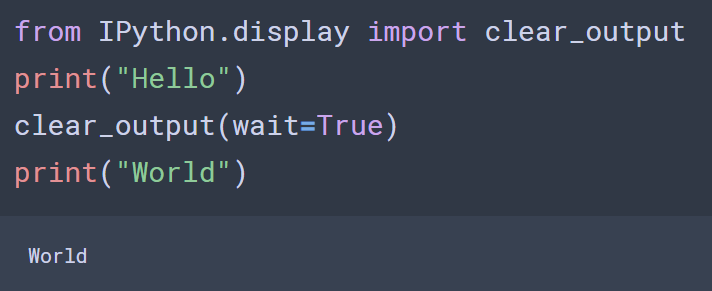 from IPython.display import clear_output
print("Hello")
clear_output(wait=True)
print("World")
World